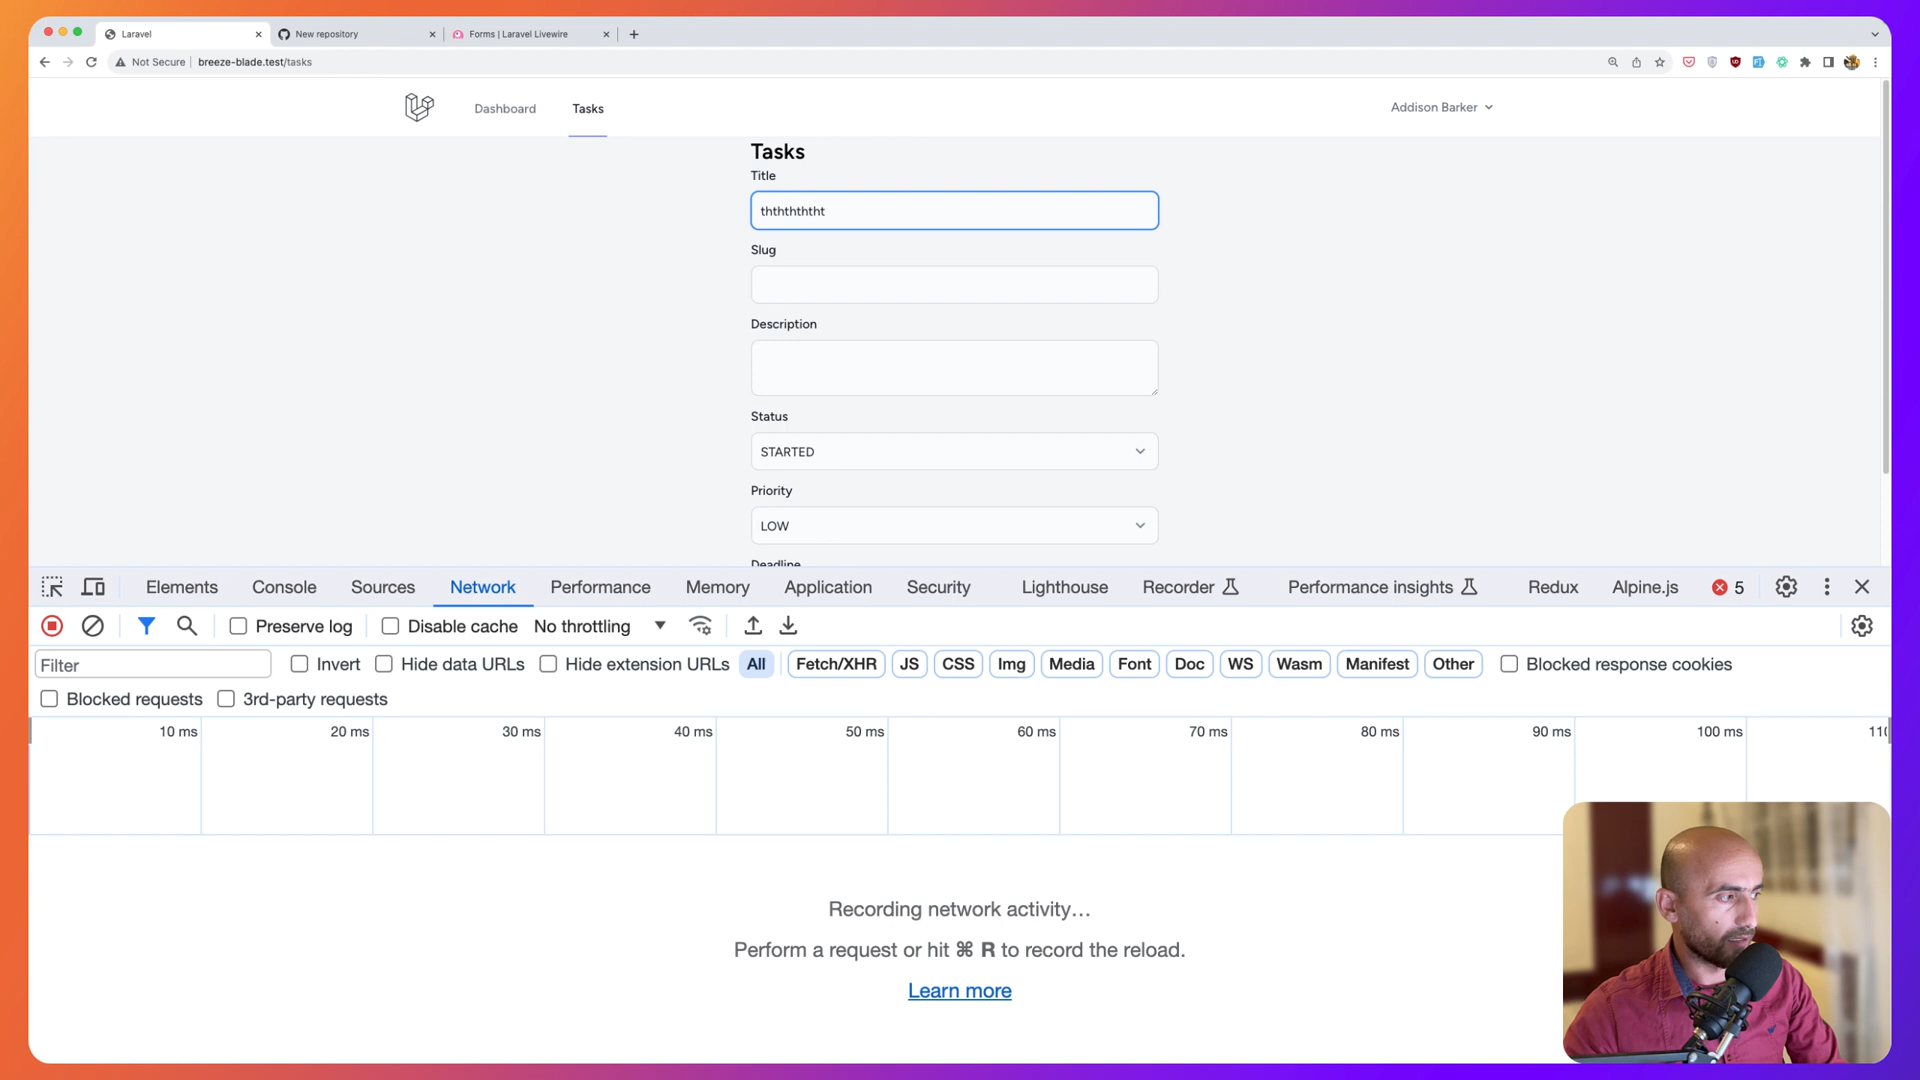 Laravel
New repository
Forms | Laravel Livewire
Not Secure
breeze-blade.test/tasks
Dashboard
Tasks
Addison Barker
Tasks
Title
thththththt
Slug
Description
Status
STARTED
Priority
LOW
Deadline
Elements
Console
Sources
Network
Performance
Memory
Application
Security
Lighthouse
Recorder
Performance insights
Redux
Alpine.js
5
Preserve log
Disable cache
No throttling
Filter
Invert
Hide data URLs
Hide extension URLs
All
Fetch/XHR
JS
CSS
Img
Media
Font
Doc
WS
Wasm
Manifest
Other
Blocked response cookies
Blocked requests
3rd-party requests
10 ms
20 ms
30 ms
40 ms
50 ms
60 ms
70 ms
80 ms
90 ms
100 ms
Recording network activity…
Perform a request or hit ⌘ R to record the reload.
Learn more